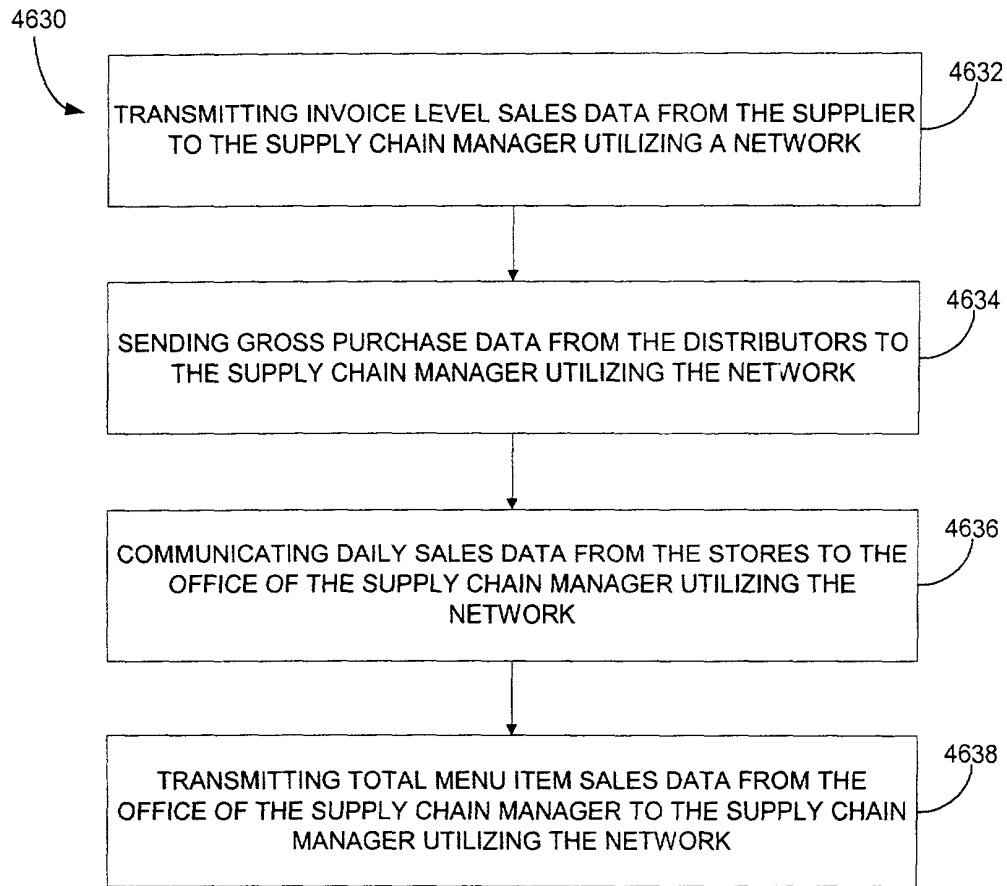 4630
4632
TRANSMITTING INVOICE LEVEL SALES DATA FROM THE SUPPLIER
TO THE SUPPLY CHAIN MANAGER UTILIZING A NETWORK
4634
SENDING GROSS PURCHASE DATA FROM THE DISTRIBUTORS TO
THE SUPPLY CHAIN MANAGER UTILIZING THE NETWORK
4636
COMMUNICATING DAILY SALES DATA FROM THE STORES TO THE
OFFICE OF THE SUPPLY CHAIN MANAGER UTILIZING THE
NETWORK
4638
TRANSMITTING TOTAL MENU ITEM SALES DATA FROM THE
OFFICE OF THE SUPPLY CHAIN MANAGER TO THE SUPPLY CHAIN
MANAGER UTILIZING THE NETWORK